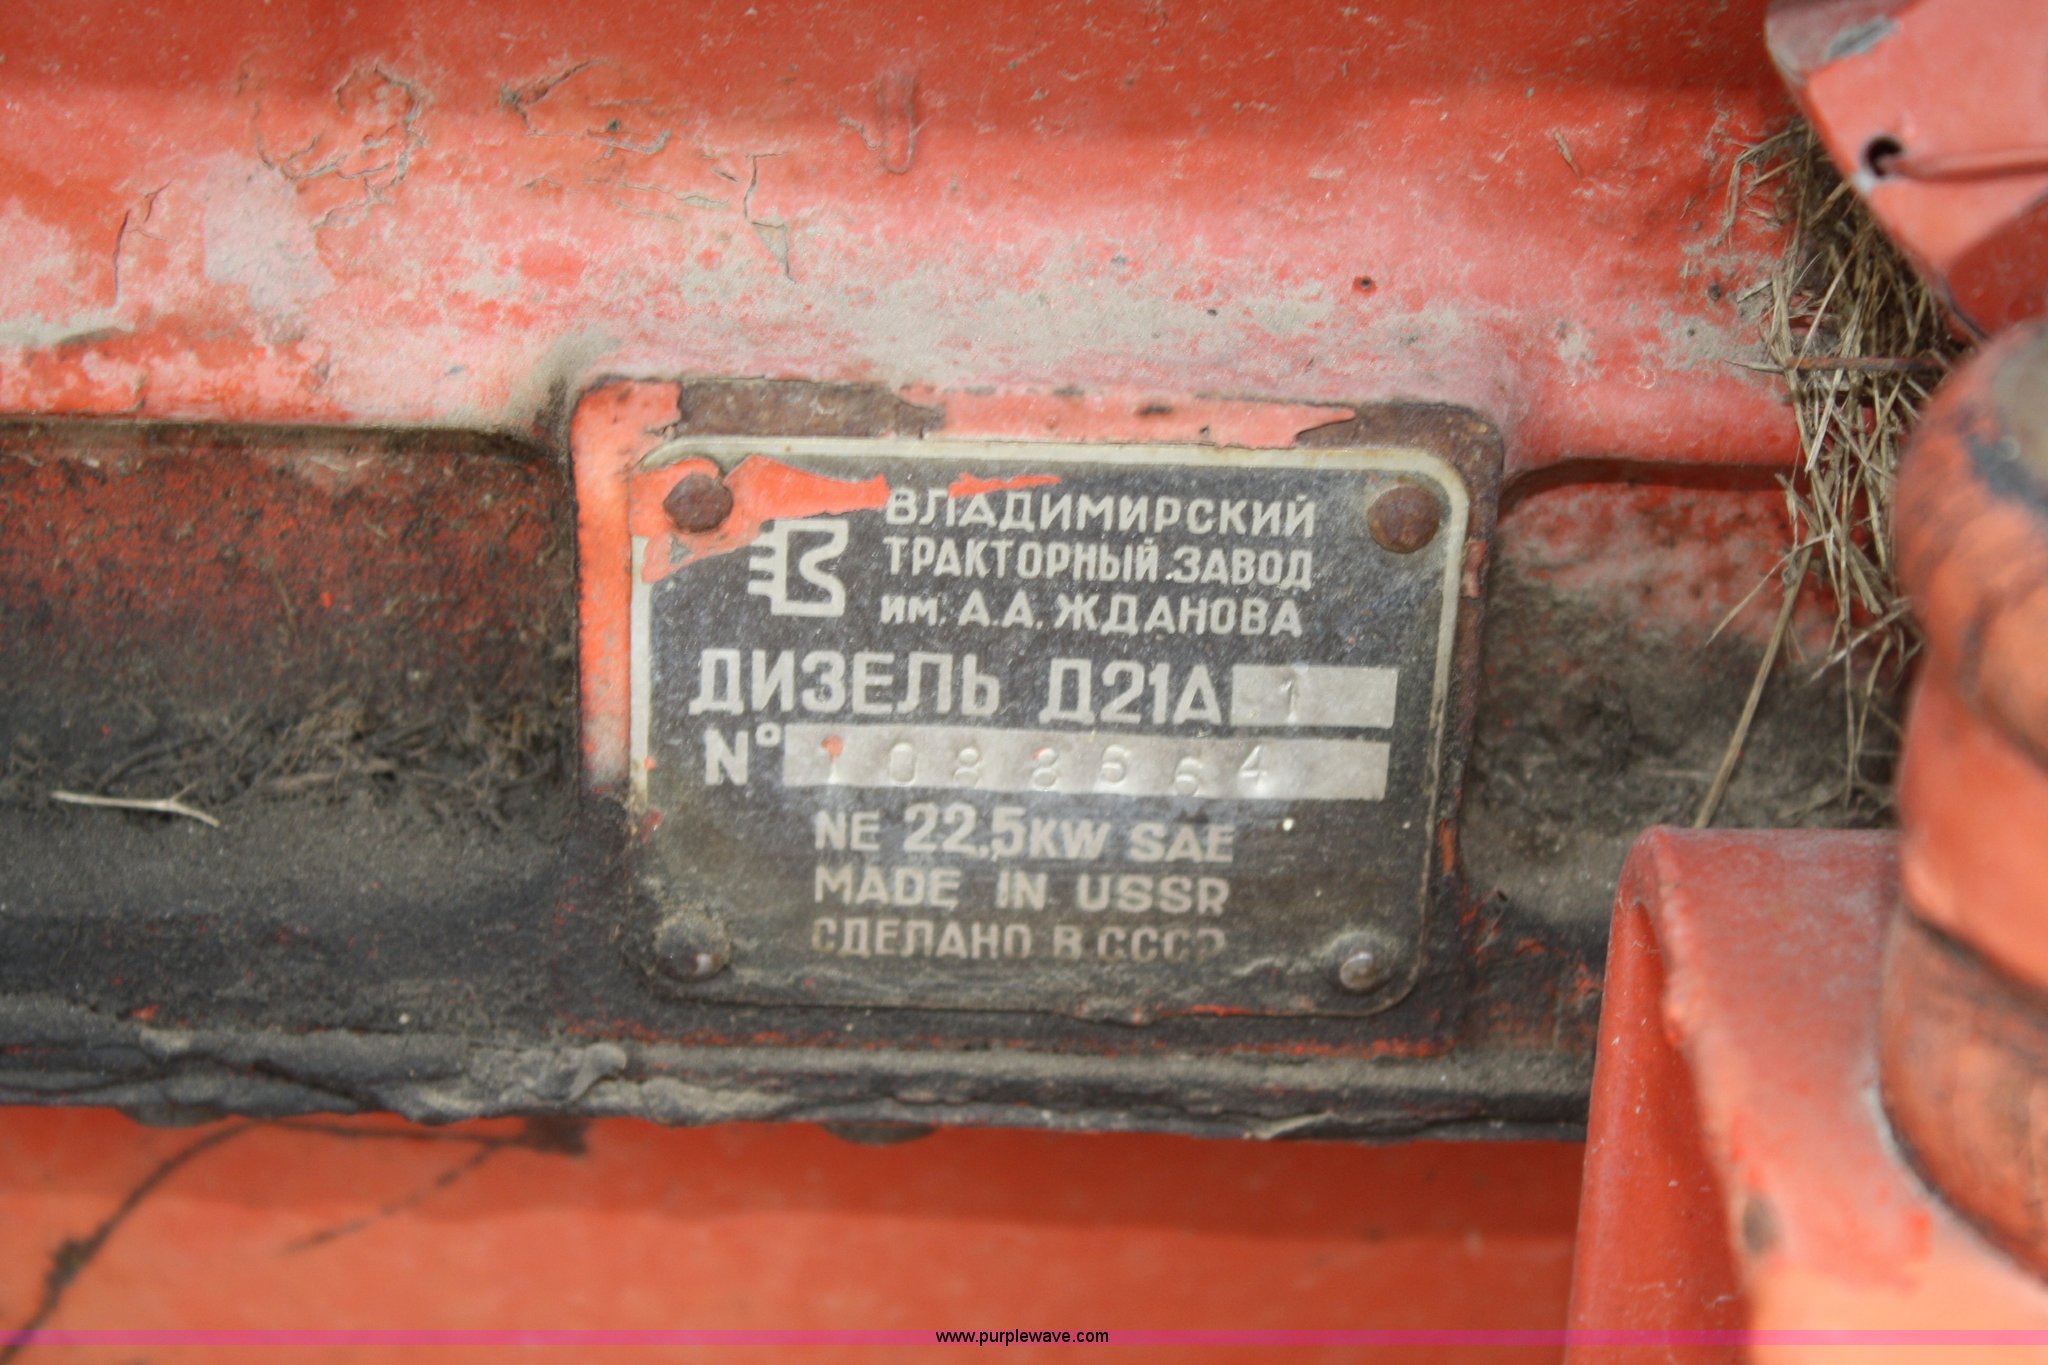 ВЛАДИМИРСКИЙ
ТРАКТОРНЫЙ ЗАВОД
им. А.А. ЖДАНОВА
ДИЗЕЛЬ Д21А 1
№
NE 22,5KW SAE
MADE IN USSR
СДЕЛАНО В СССР
www.purplewave.com